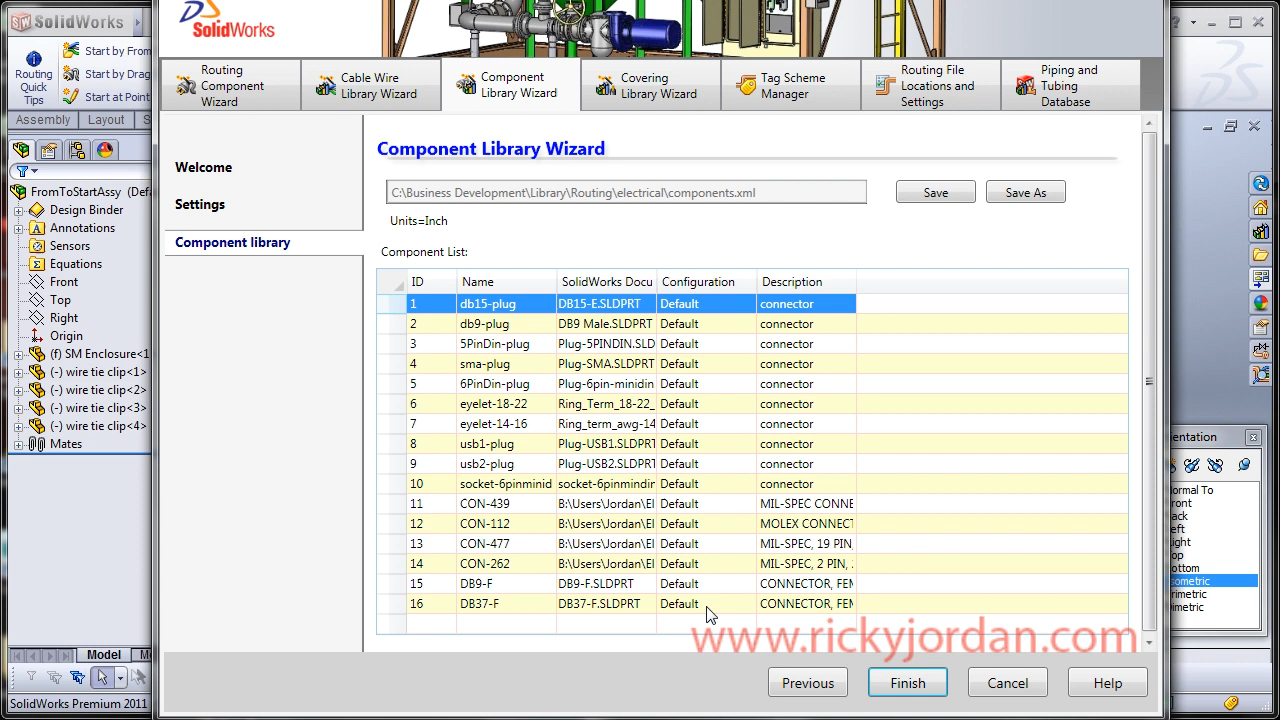 SolidWorks
SolidWorks
Routing
Quick
Tips
Start by From
Start by Drag
Start at Point
Assembly
Layout
FromToStartAssy (Defa
Design Binder
Annotations
Sensors
Equations
Front
Top
Right
Origin
(f) SM Enclosure<1
(-) wire tie clip<1>
(-) wire tie clip<2>
(-) wire tie clip<3>
(-) wire tie clip<4>
Mates
Model
SolidWorks Premium 2011
Routing
Component
Wizard
Cable Wire
Library Wizard
Component
Library Wizard
Covering
Library Wizard
Tag Scheme
Manager
Routing File
Locations and
Settings
Piping and
Tubing
Database
Welcome
Settings
Component library
Component Library Wizard
C:\Business Development\Library\Routing\electrical\components.xml
Save
Save As
Units=Inch
Component List:
ID Name SolidWorks Docu Configuration Description
1 db15-plug DB15-E.SLDPRT Default connector
2 db9-plug DB9 Male.SLDPRT Default connector
3 5PinDin-plug Plug-5PINDIN.SLD Default connector
4 sma-plug Plug-SMA.SLDPRT Default connector
5 6PinDin-plug Plug-6pin-minidin Default connector
6 eyelet-18-22 Ring_Term_18-22_ Default connector
7 eyelet-14-16 Ring_term_awg-14 Default connector
8 usb1-plug Plug-USB1.SLDPRT Default connector
9 usb2-plug Plug-USB2.SLDPRT Default connector
10 socket-6pinminid socket-6pinmindin Default connector
11 CON-439 B:\Users\Jordan\El Default MIL-SPEC CONNE
12 CON-112 B:\Users\Jordan\El Default MOLEX CONNECT
13 CON-477 B:\Users\Jordan\El Default MIL-SPEC, 19 PIN,
14 CON-262 B:\Users\Jordan\El Default MIL-SPEC, 2 PIN, 
15 DB9-F DB9-F.SLDPRT Default CONNECTOR, FEM
16 DB37-F DB37-F.SLDPRT Default CONNECTOR, FEM
www.rickyjordan.com
Previous
Finish
Cancel
Help
entation
ormal To
ront
ack
eft
ight
op
ottom
sometric
rimetric
imetric